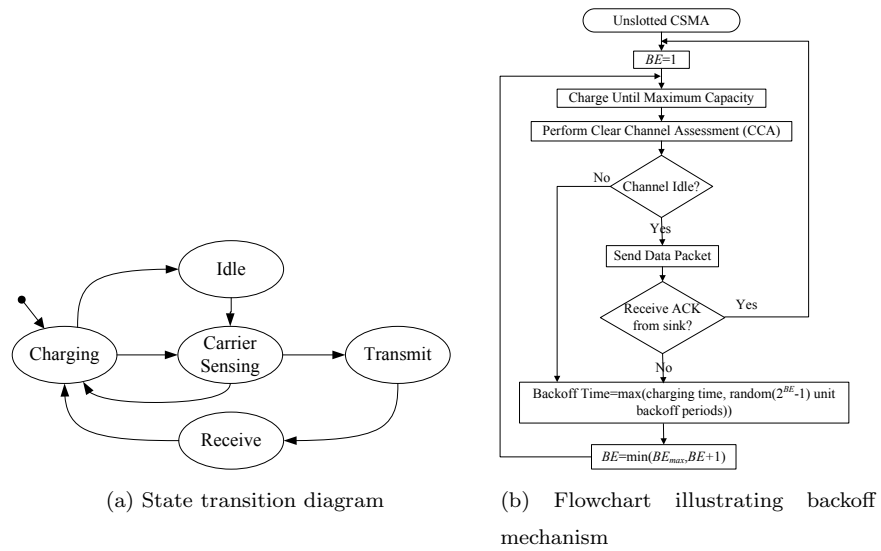 Idle
Charging
Carrier
Sensing
Transmit
Receive
(a) State transition diagram
Unslotted CSMA
BE=1
Charge Until Maximum Capacity
Perform Clear Channel Assessment (CCA)
No
Channel Idle?
Yes
Send Data Packet
Receive ACK
from sink?
Yes
No
Backoff Time=max(charging time, random(2^BE-1) unit
backoff periods))
BE=min(BEmax,BE+1)
(b) Flowchart illustrating backoff
mechanism